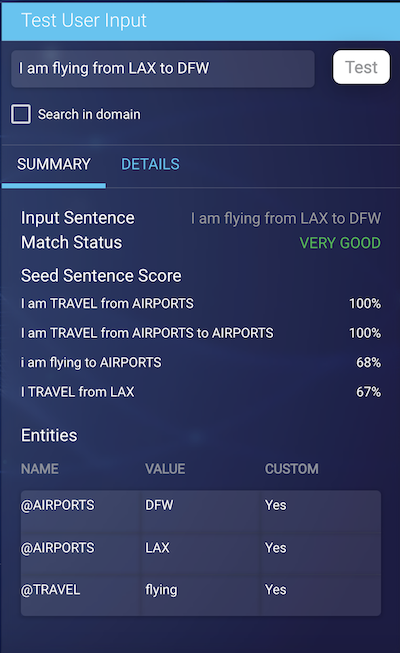 Test User Input
I am flying from LAX to DFW
Test
Search in domain
SUMMARY DETAILS
Input Sentence I am flying from LAX to DFW
Match Status VERY GOOD
Seed Sentence Score
I am TRAVEL from AIRPORTS 100%
I am TRAVEL from AIRPORTS to AIRPORTS 100%
i am flying to AIRPORTS 68%
I TRAVEL from LAX 67%
Entities
NAME VALUE CUSTOM
@AIRPORTS DFW Yes
@AIRPORTS LAX Yes
@TRAVEL flying Yes